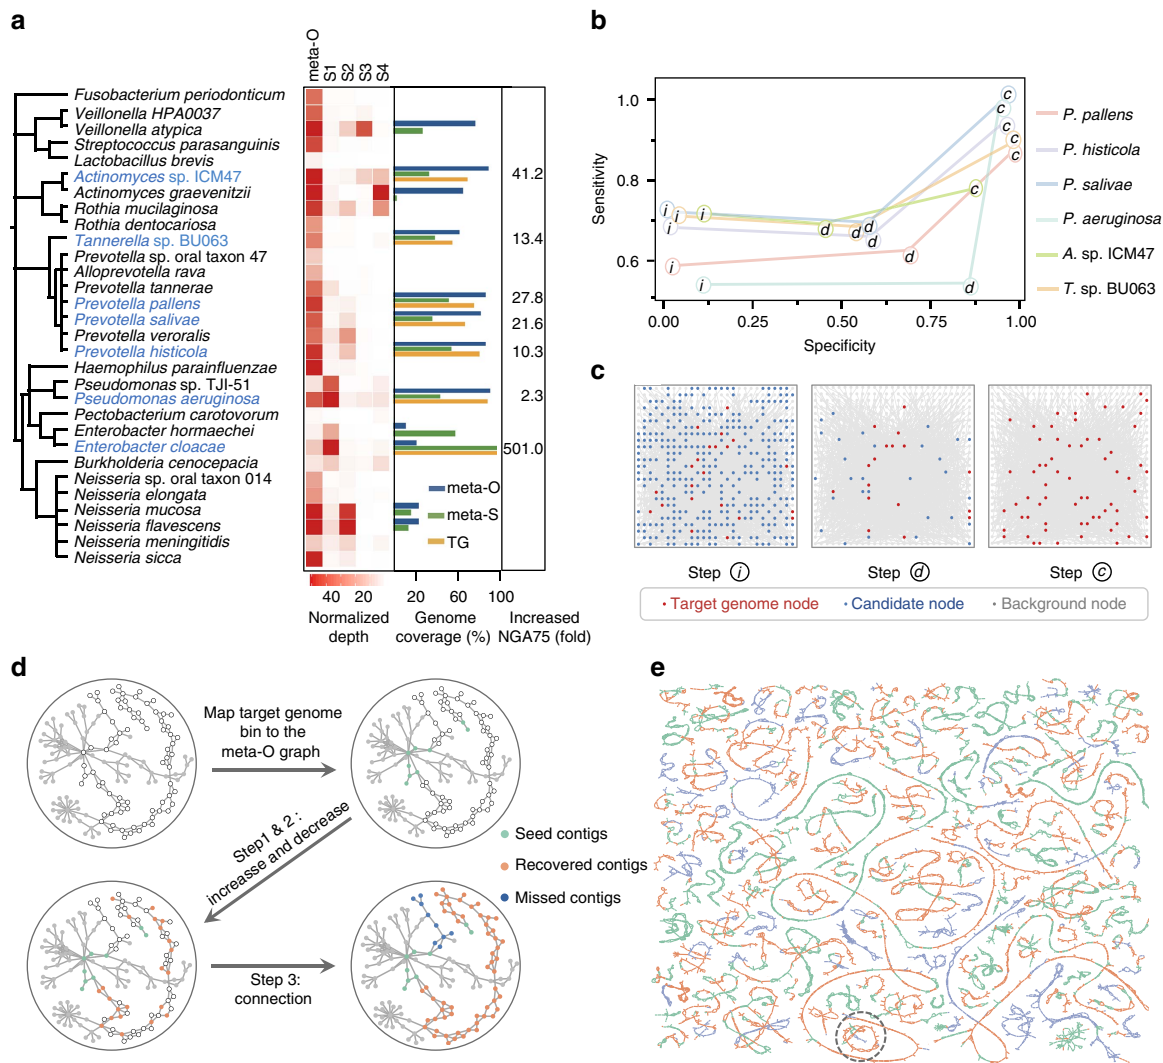 a
meta-O
S1
S2
S3
S4
Fusobacterium periodonticum
Veillonella HPA0037
Veillonella atypica
Streptococcus parasanguinis
Lactobacillus brevis
Actinomyces sp. ICM47
Actinomyces graevenitzii
Rothia mucilaginosa
Rothia dentocariosa
Tannerella sp. BU063
Prevotella sp. oral taxon 47
Alloprevotella rava
Prevotella tannerae
Prevotella pallens
Prevotella salivae
Prevotella veroralis
Prevotella histicola
Haemophilus parainfluenzae
Pseudomonas sp. TJI-51
Pseudomonas aeruginosa
Pectobacterium carotovorum
Enterobacter hormaechei
Enterobacter cloacae
Burkholderia cenocepacia
Neisseria sp. oral taxon 014
Neisseria elongata
Neisseria mucosa
Neisseria flavescens
Neisseria meningitidis
Neisseria sicca
41.2
13.4
27.8
21.6
10.3
2.3
501.0
meta-O
meta-S
TG
40 20
Normalized
depth
20 60 100
Genome
coverage (%)
Increased
NGA75 (fold)
b
Sensitivity
1.0
0.8
0.6
0.00 0.25 0.50 0.75 1.00
Specificity
i
i
i
i
i
i
d
d
d
d
d
d
c
c
c
c
c
c
P. pallens
P. histicola
P. salivae
P. aeruginosa
A. sp. ICM47
T. sp. BU063
c
Step i
Step d
Step c
Target genome node
Candidate node
Background node
d
Map target genome
bin to the
meta-O graph
Step1 & 2 :
increasse and decrease
Step 3:
connection
Seed contigs
Recovered contigs
Missed contigs
e